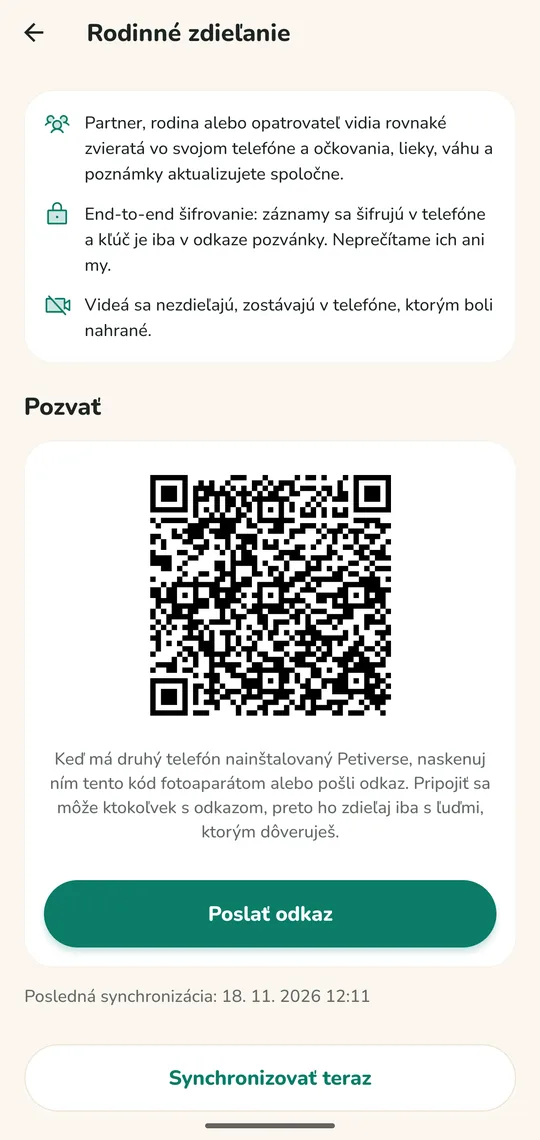 Rodinné zdieľanie
Partner, rodina alebo opatrovateľ vidia rovnaké
zvieratá vo svojom telefóne a očkovania, lieky, váhu a
poznámky aktualizujete spoločne.
End-to-end šifrovanie: záznamy sa šifrujú v telefóne
a kľúč je iba v odkaze pozvánky. Neprečítame ich ani
my.
Videá sa nezdieľajú, zostávajú v telefóne, ktorým boli
nahrané.
Pozvať
Keď má druhý telefón nainštalovaný Petiverse, naskenuj
ním tento kód fotoaparátom alebo pošli odkaz. Pripojiť sa
môže ktokoľvek s odkazom, preto ho zdieľaj iba s ľuďmi,
ktorým dôveruješ.
Poslať odkaz
Posledná synchronizácia: 18. 11. 2026 12:11
Synchronizovať teraz